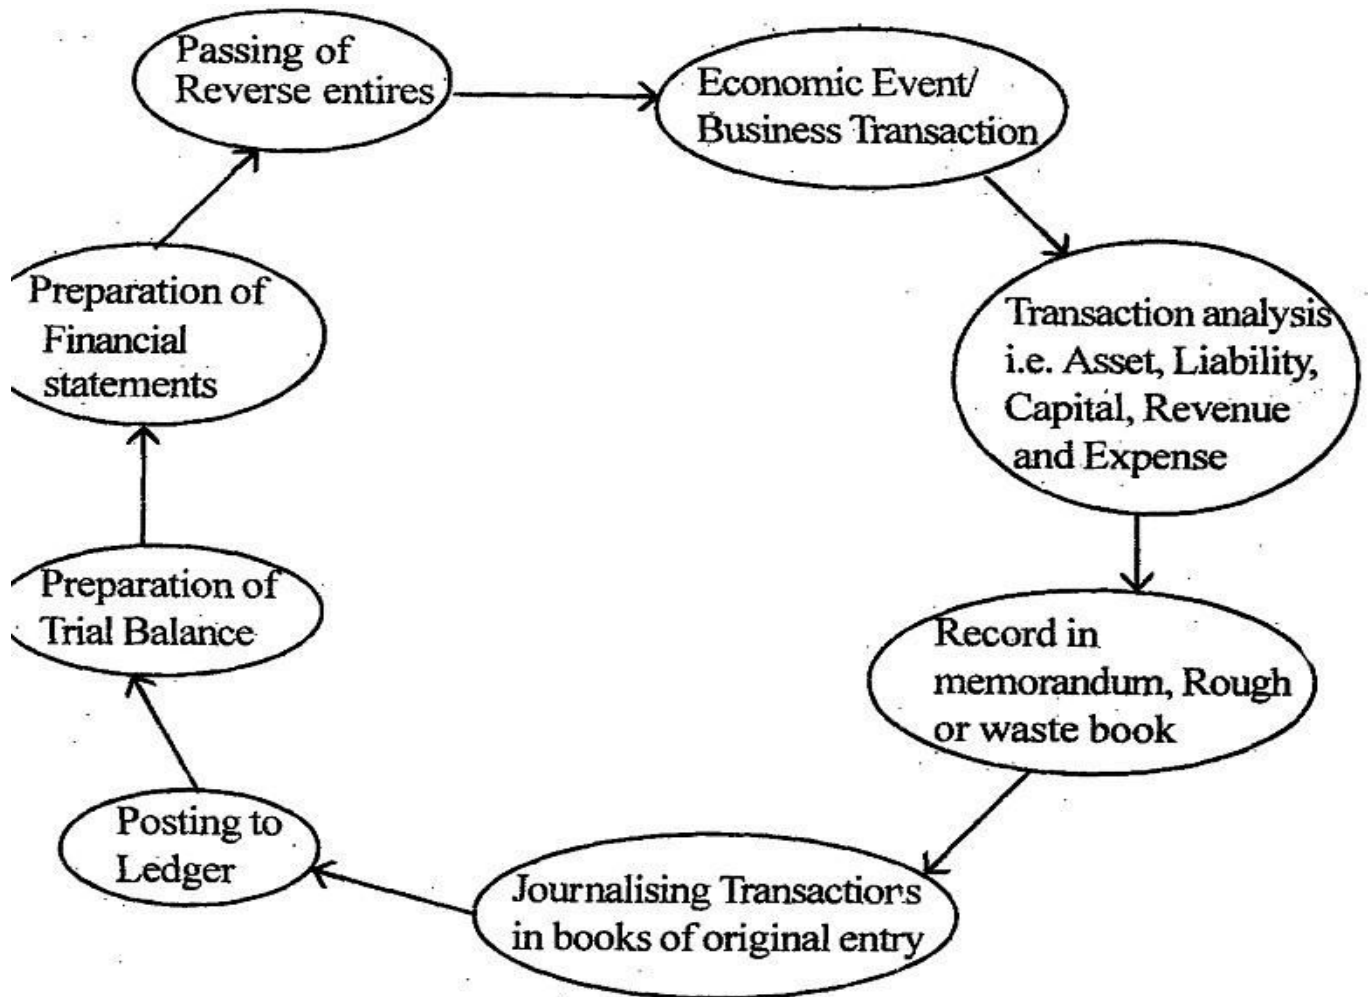 Passing of
Reverse entires
Economic Event/
Business Transaction
Transaction analysis
i.e. Asset, Liability,
Capital, Revenue
and Expense
Record in
memorandum, Rough
or waste book
Journalising Transactions
in books of original entry
Posting to
Ledger
Preparation of
Trial Balance
Preparation of
Financial
statements